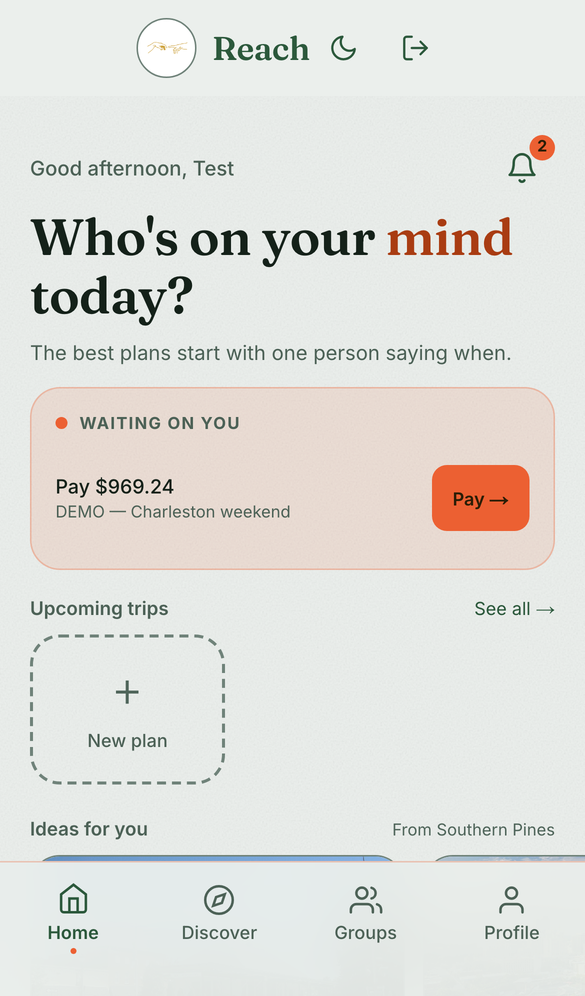 Reach
Good afternoon, Test
2
Who's on your mind
today?
The best plans start with one person saying when.
WAITING ON YOU
Pay $969.24
DEMO — Charleston weekend
Pay →
Upcoming trips
See all →
+
New plan
Ideas for you
From Southern Pines
Home
Discover
Groups
Profile